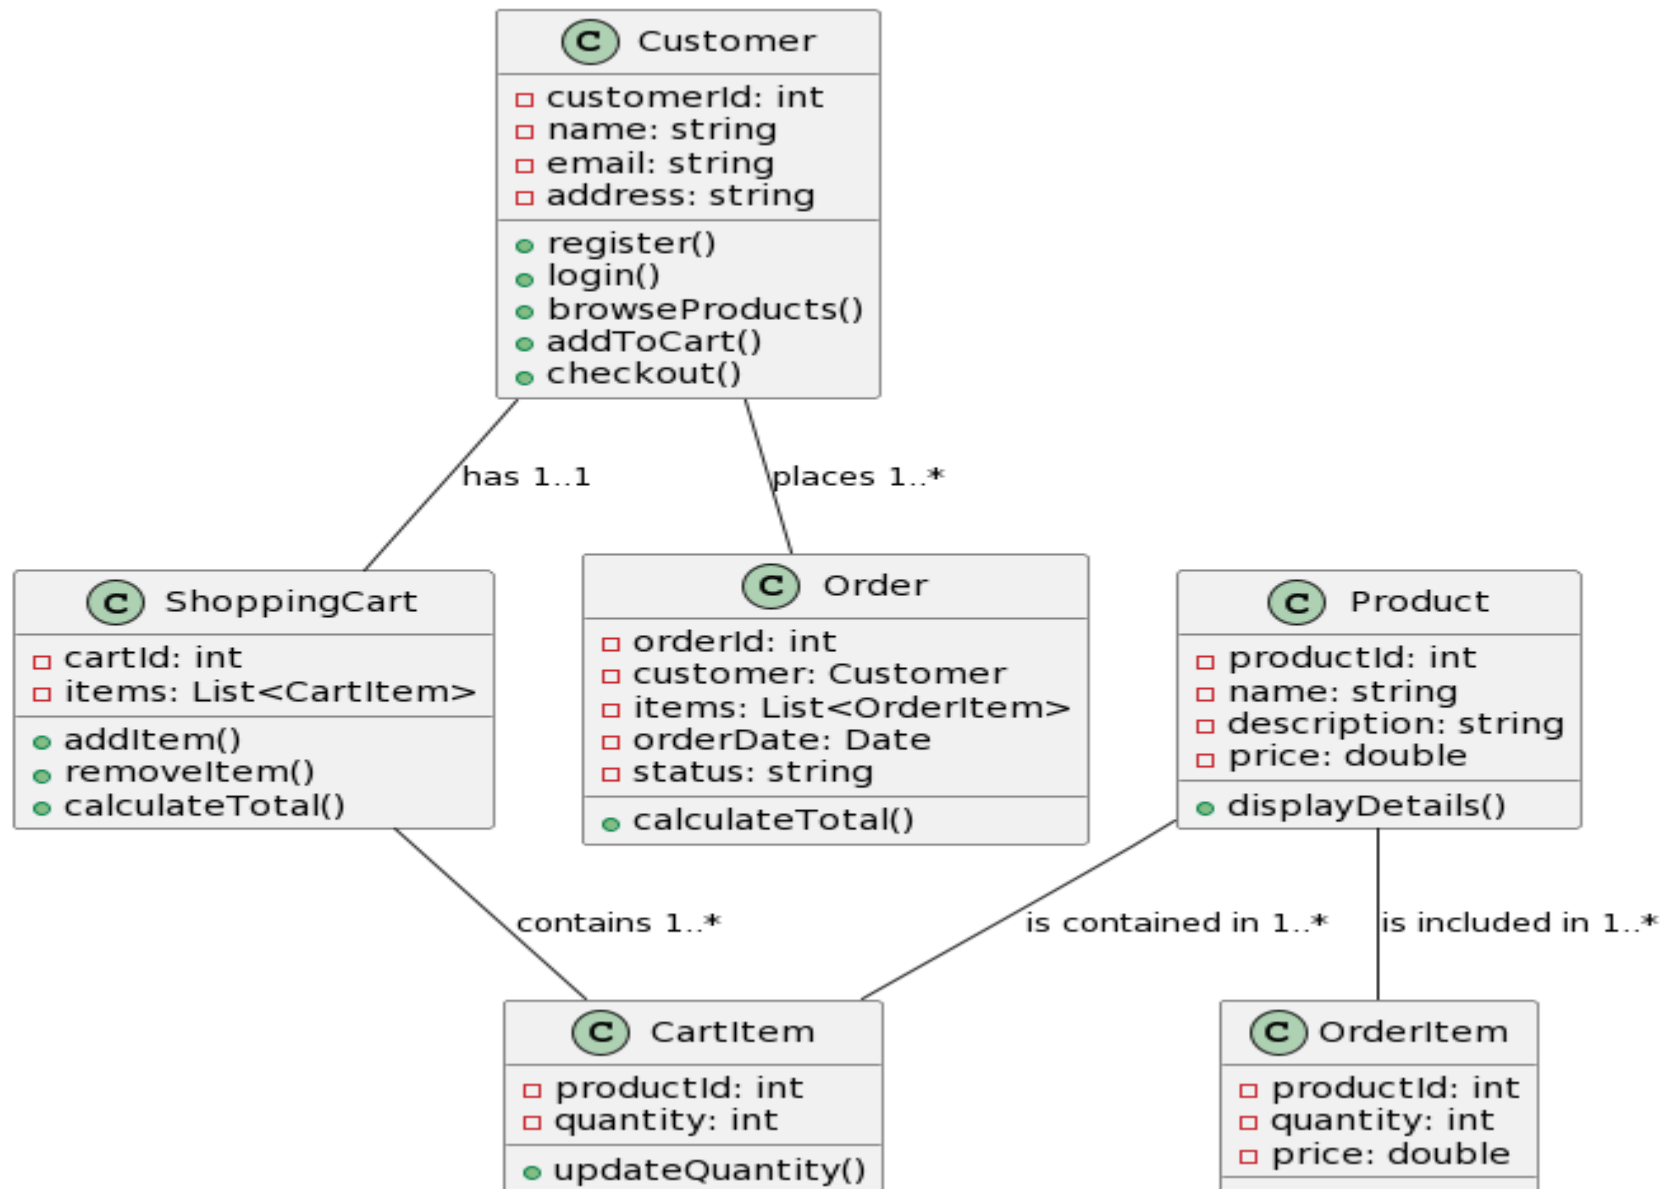 C Customer
customerId: int
name: string
email: string
address: string
register()
login()
browseProducts()
addToCart()
checkout()
has 1..1
places 1..*
C ShoppingCart
cartId: int
items: List<CartItem>
addItem()
removeItem()
calculateTotal()
C Order
orderId: int
customer: Customer
items: List<OrderItem>
orderDate: Date
status: string
calculateTotal()
C Product
productId: int
name: string
description: string
price: double
displayDetails()
contains 1..*
is contained in 1..*
is included in 1..*
C CartItem
productId: int
quantity: int
updateQuantity()
C OrderItem
productId: int
quantity: int
price: double